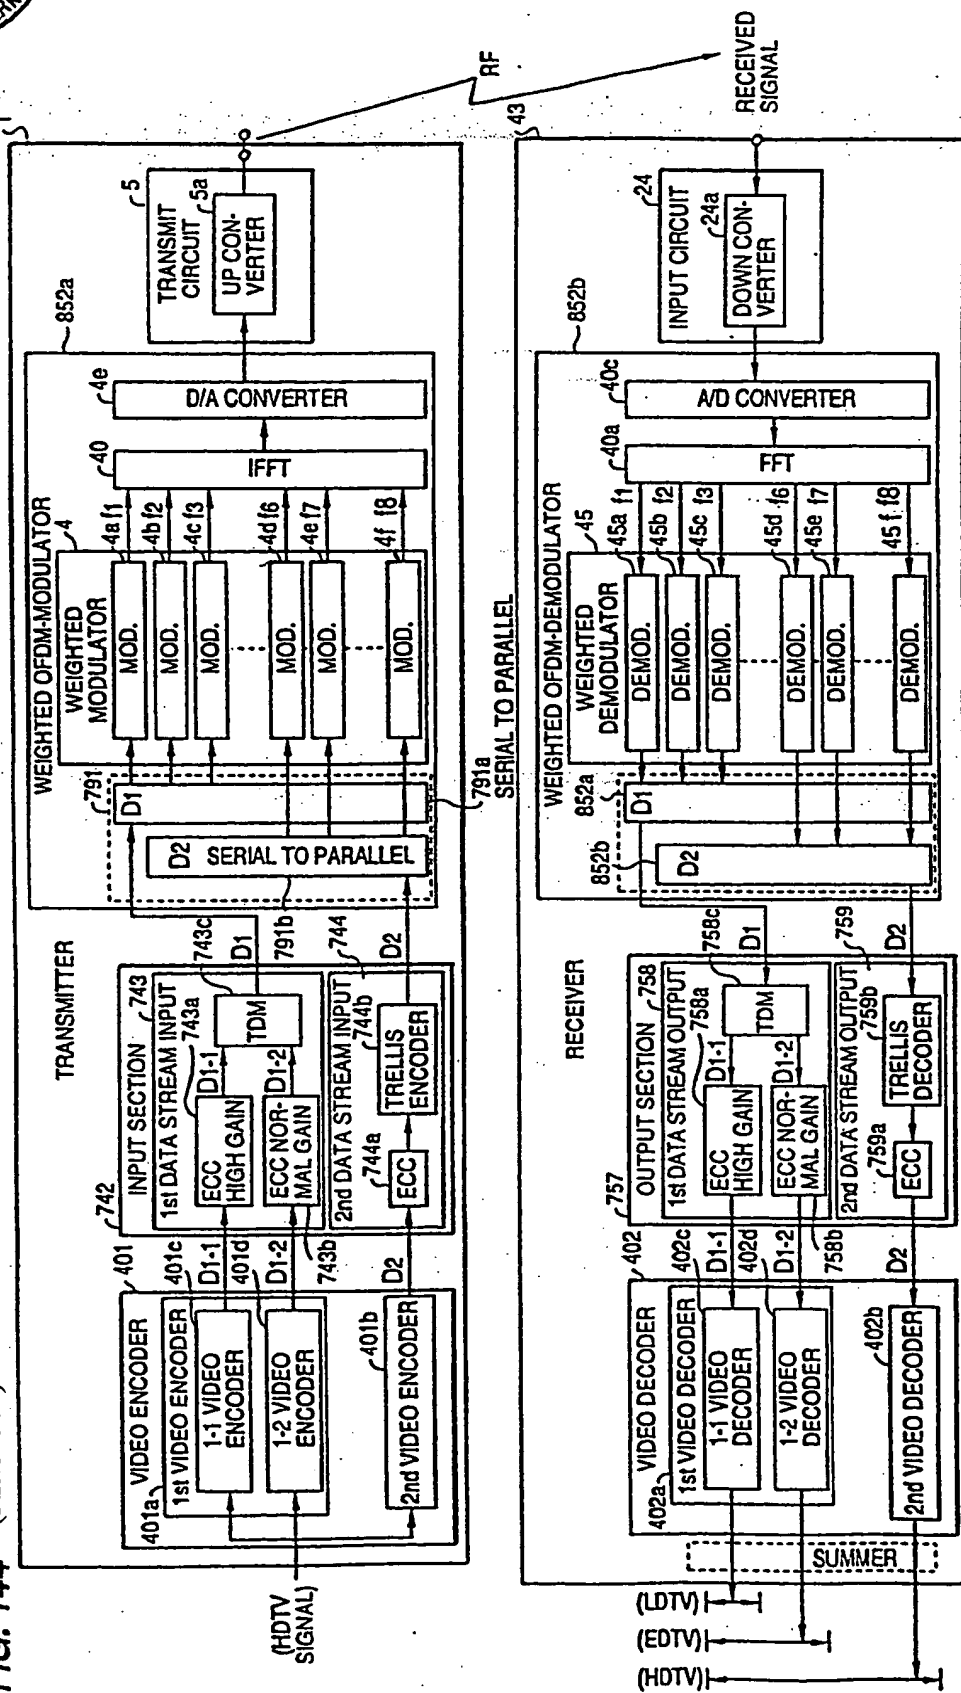 FIG. 144
TRANSMITTER
1
(HDTV
SIGNAL)
VIDEO ENCODER
401
401a
1st VIDEO ENCODER
401c
1-1 VIDEO
ENCODER
401d
1-2 VIDEO
ENCODER
401b
2nd VIDEO ENCODER
D1-1
D1-2
D2
742
INPUT SECTION
743
1st DATA STREAM INPUT
743a
ECC
HIGH GAIN
D1-1
743c
TDM
D1
ECC NOR-
MAL GAIN
D1-2
743b
2nd DATA STREAM INPUT
744
744a
ECC
744b
TRELLIS
ENCODER
D2
WEIGHTED OFDM-MODULATOR
852a
791
D1
791a
SERIAL TO PARALLEL
D2 SERIAL TO PARALLEL
791b
WEIGHTED
MODULATOR
4
MOD.
4a
f1
MOD.
4b
f2
MOD.
4c
f3
MOD.
4d
f6
MOD.
4e
f7
MOD.
4f
f8
40
IFFT
4e
D/A CONVERTER
TRANSMIT
CIRCUIT
5
5a
UP CON-
VERTER
RF
RECEIVER
43
RECEIVED
SIGNAL
(LDTV)
(EDTV)
(HDTV)
SUMMER
VIDEO DECODER
402
402a
1st VIDEO DECODER
402c
1-1 VIDEO
DECODER
402d
1-2 VIDEO
DECODER
402b
2nd VIDEO DECODER
D1-1
D1-2
D2
757
OUTPUT SECTION
758
1st DATA STREAM OUTPUT
758a
ECC
HIGH GAIN
D1-1
758c
TDM
D1
ECC NOR-
MAL GAIN
D1-2
758b
2nd DATA STREAM OUTPUT
759
759a
ECC
759b
TRELLIS
DECODER
D2
WEIGHTED OFDM-DEMODULATOR
852b
852a
D1
852b
D2
WEIGHTED
DEMODULATOR
45
DEMOD.
45a
f1
DEMOD.
45b
f2
DEMOD.
45c
f3
DEMOD.
45d
f6
DEMOD.
45e
f7
DEMOD.
45f
f8
40a
FFT
40c
A/D CONVERTER
INPUT CIRCUIT
24
24a
DOWN CON-
VERTER